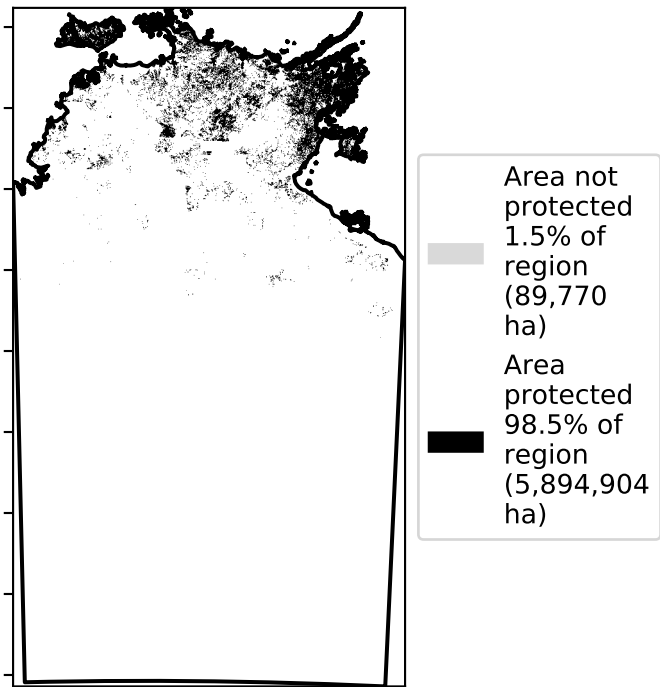 Area not
protected
1.5% of
region
(89,770
ha)
Area
protected
98.5% of
region
(5,894,904
ha)